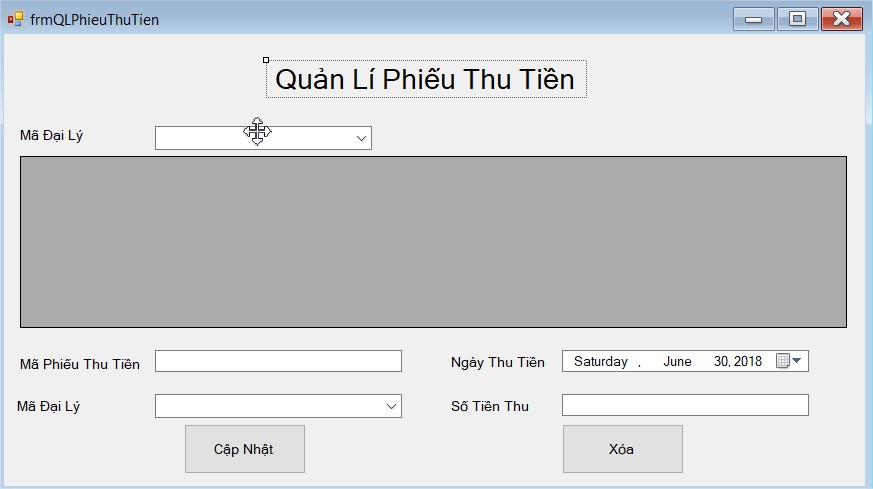 frmQLPhieuThuTien
Quản Lí Phiếu Thu Tiền
Mã Đại Lý
Mã Phiếu Thu Tiền
Ngày Thu Tiền
Saturday , June 30, 2018
Mã Đại Lý
Số Tiền Thu
Cập Nhật
Xóa